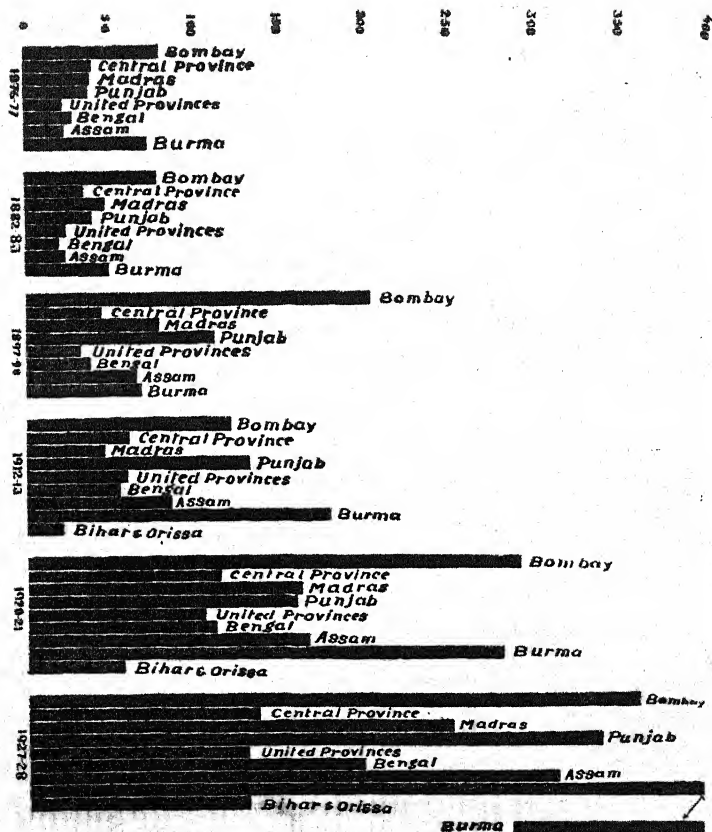 0 50 100 150 200 250 300 350 400
1876-77
Bombay
Central Province
Madras
Punjab
United Provinces
Bengal
Assam
Burma
1882-83
Bombay
Central Province
Madras
Punjab
United Provinces
Bengal
Assam
Burma
1897-98
Bombay
Central Province
Madras
Punjab
United Provinces
Bengal
Assam
Burma
1912-13
Bombay
Central Province
Madras
Punjab
United Provinces
Bengal
Assam
Burma
Bihar & Orissa
1920-21
Bombay
Central Province
Madras
Punjab
United Provinces
Bengal
Assam
Burma
Bihar & Orissa
1927-28
Bombay
Central Province
Madras
Punjab
United Provinces
Bengal
Assam
Bihar & Orissa
Burma